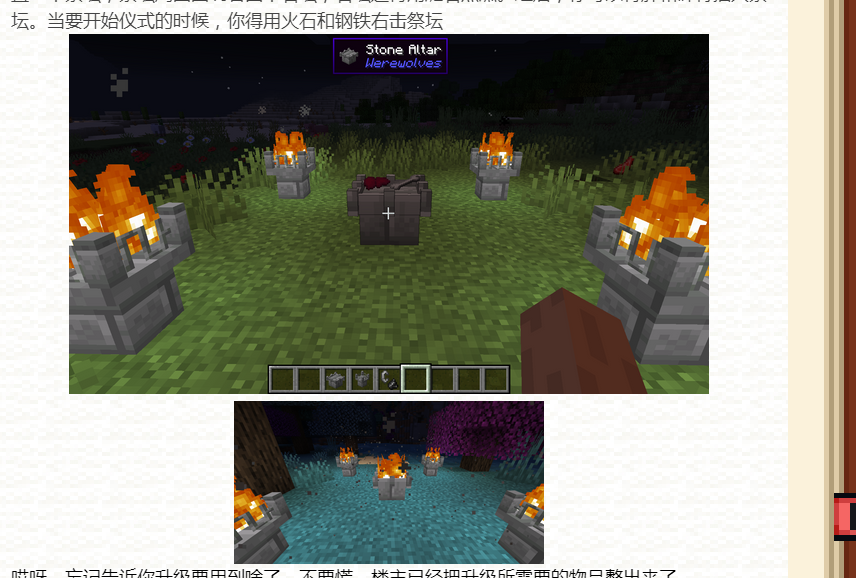 坛。当要开始仪式的时候，你得用火石和钢铁右击祭坛
Stone Altar
Werewolves
哎呀，忘记告诉你升级要用到啥了，不要慌，楼主已经把升级所需要的物品整出来了